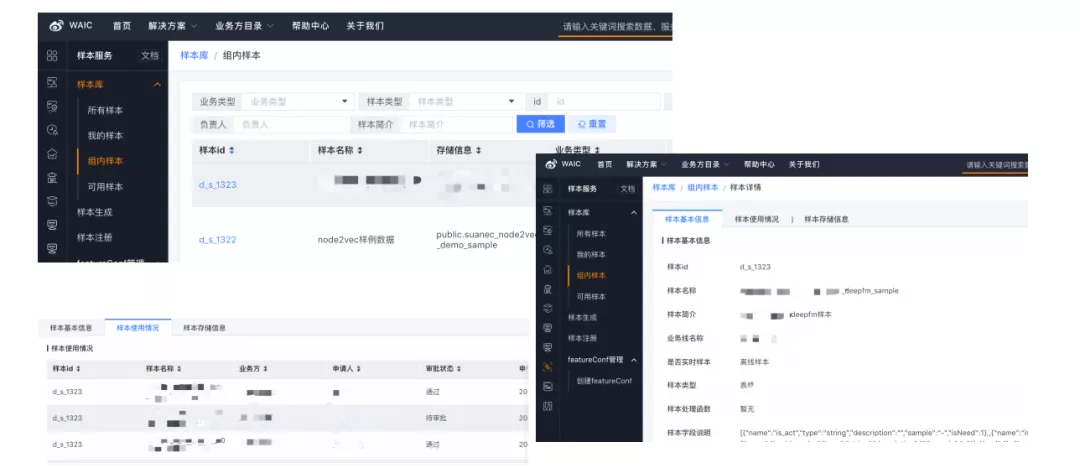 WAIC 首页 解决方案 业务方目录 帮助中心 关于我们 请输入关键词搜索数据、服
样本服务 文档 样本库 / 组内样本
样本库
所有样本
我的样本
组内样本
可用样本
样本生成
样本注册
featureConf管理
业务类型 业务类型 样本类型 样本类型 id id
负责人 负责人 样本简介 样本简介 筛选 重置
样本id 样本名称 存储信息 业务类型
d_s_1323
d_s_1322 node2vec样例数据 public.suanec_node2vec
_demo_sample
WAIC 首页 解决方案 业务方目录 帮助中心 关于我们 请输入关键词搜索数
样本服务 文档 样本库 / 组内样本 / 样本详情
样本库
所有样本
我的样本
组内样本
可用样本
样本生成
样本注册
featureConf管理
创建featureConf
样本基本信息 样本使用情况 样本存储信息
样本基本信息
样本id d_s_1323
样本名称 _deepfm_sample
样本简介 deepfm样本
业务线名称
是否实时样本 离线样本
样本类型 表样
样本处理函数 暂无
样本字段说明 [{"name":"is_act","type":"string","description":"","sample":"-","isNeed":1},{"name":"in
样本基本信息 样本使用情况 样本存储信息
样本使用情况
样本id 样本名称 业务方 申请人 审批状态 申
d_s_1323 通过 20
d_s_1323 待审批 20
d_s_1323 通过 20